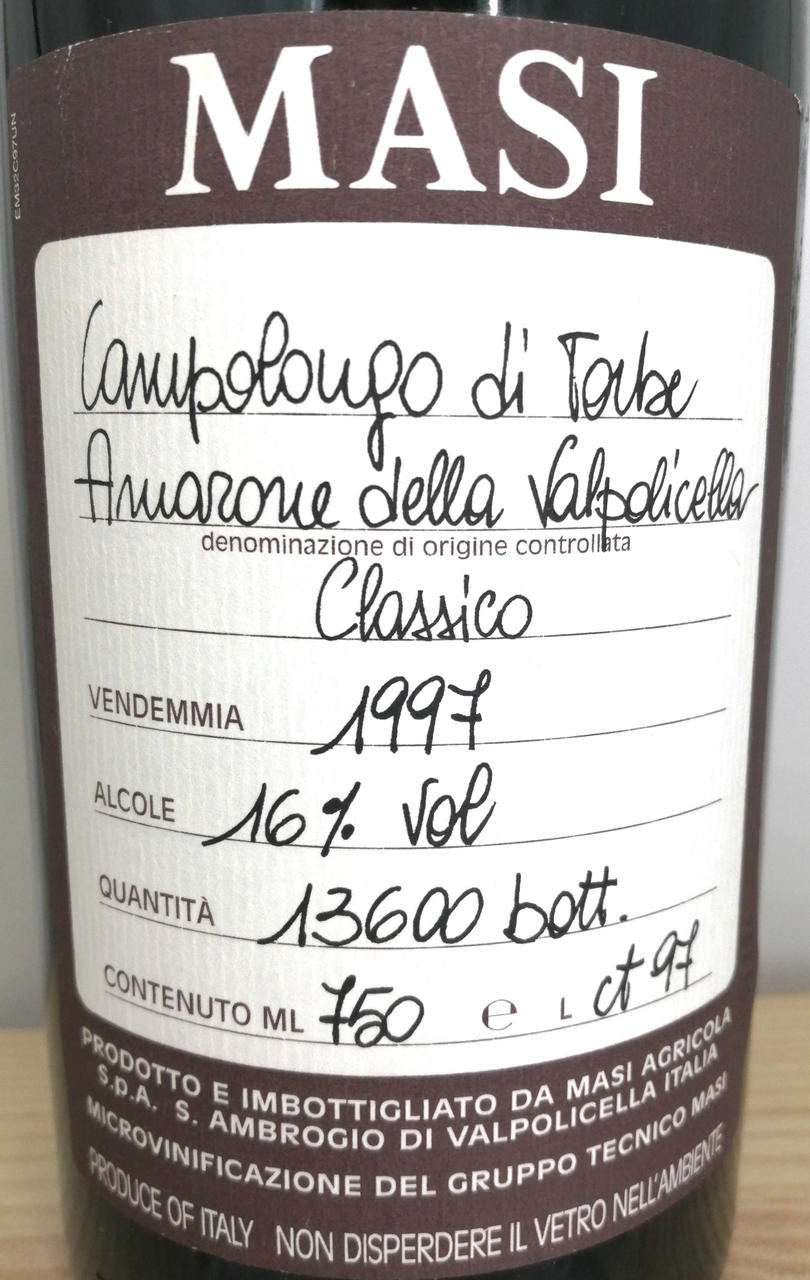 MASI
EM32C97UN
Campolongo di Torbe
Amarone della Valpolicella
denominazione di origine controllata
Classico
VENDEMMIA 1997
ALCOLE 16% vol
QUANTITÀ 13600 bott.
CONTENUTO ML 750 e L ct 97
PRODOTTO E IMBOTTIGLIATO DA MASI AGRICOLA
S.p.A. S. AMBROGIO DI VALPOLICELLA ITALIA
MICROVINIFICAZIONE DEL GRUPPO TECNICO MASI
PRODUCE OF ITALY NON DISPERDERE IL VETRO NELL'AMBIENTE